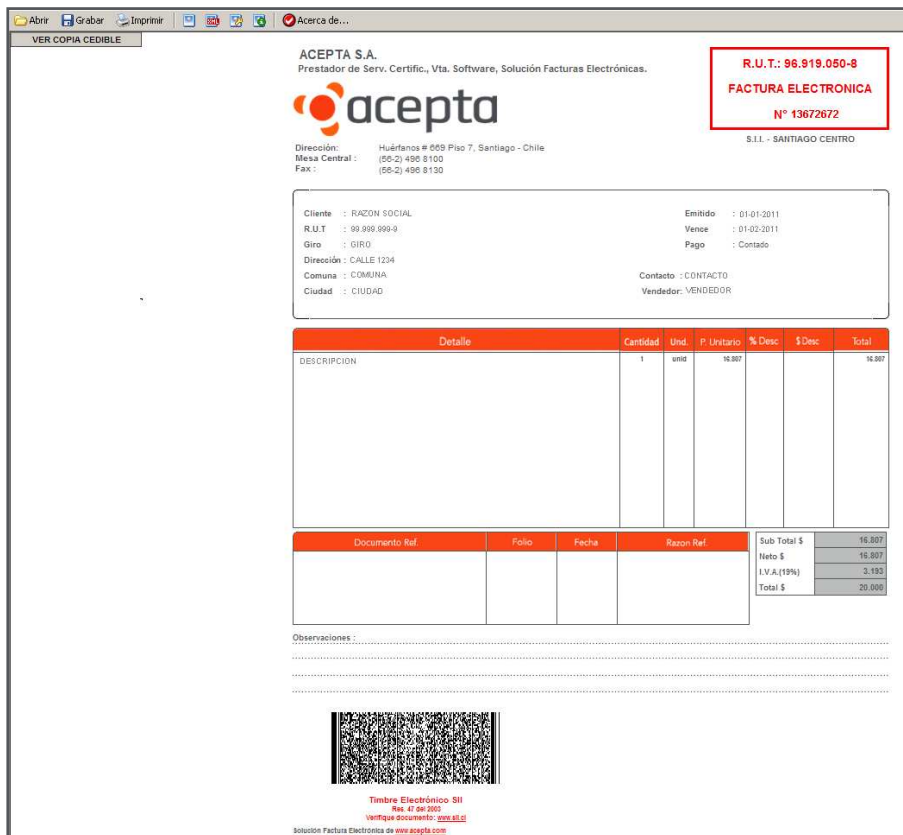 Abrir Grabar Imprimir Acerca de...
VER COPIA CEDIBLE
ACEPTA S.A.
Prestador de Serv. Certific., Vta. Software, Solución Facturas Electrónicas.
acepta
R.U.T.: 96.919.050-8
FACTURA ELECTRONICA
N° 13672672
S.I.I. - SANTIAGO CENTRO
Dirección: Huérfanos # 669 Piso 7, Santiago - Chile
Mesa Central : (56-2) 496 8100
Fax : (56-2) 496 8130
Cliente : RAZON SOCIAL Emitido : 01-01-2011
R.U.T : 99.999.999-9 Vence : 01-02-2011
Giro : GIRO Pago : Contado
Dirección : CALLE 1234
Comuna : COMUNA Contacto : CONTACTO
Ciudad : CIUDAD Vendedor: VENDEDOR
Detalle Cantidad Und. P. Unitario % Desc $ Desc Total
DESCRIPCION 1 unid 16.807 16.807
Documento Ref. Folio Fecha Razon Ref.
Sub Total $ 16.807
Neto $ 16.807
I.V.A.(19%) 3.193
Total $ 20.000
Observaciones :
Timbre Electrónico SII
Res. 47 del 2003
Verifique documento: www.sii.cl
Solución Factura Electrónica de www.acepta.com